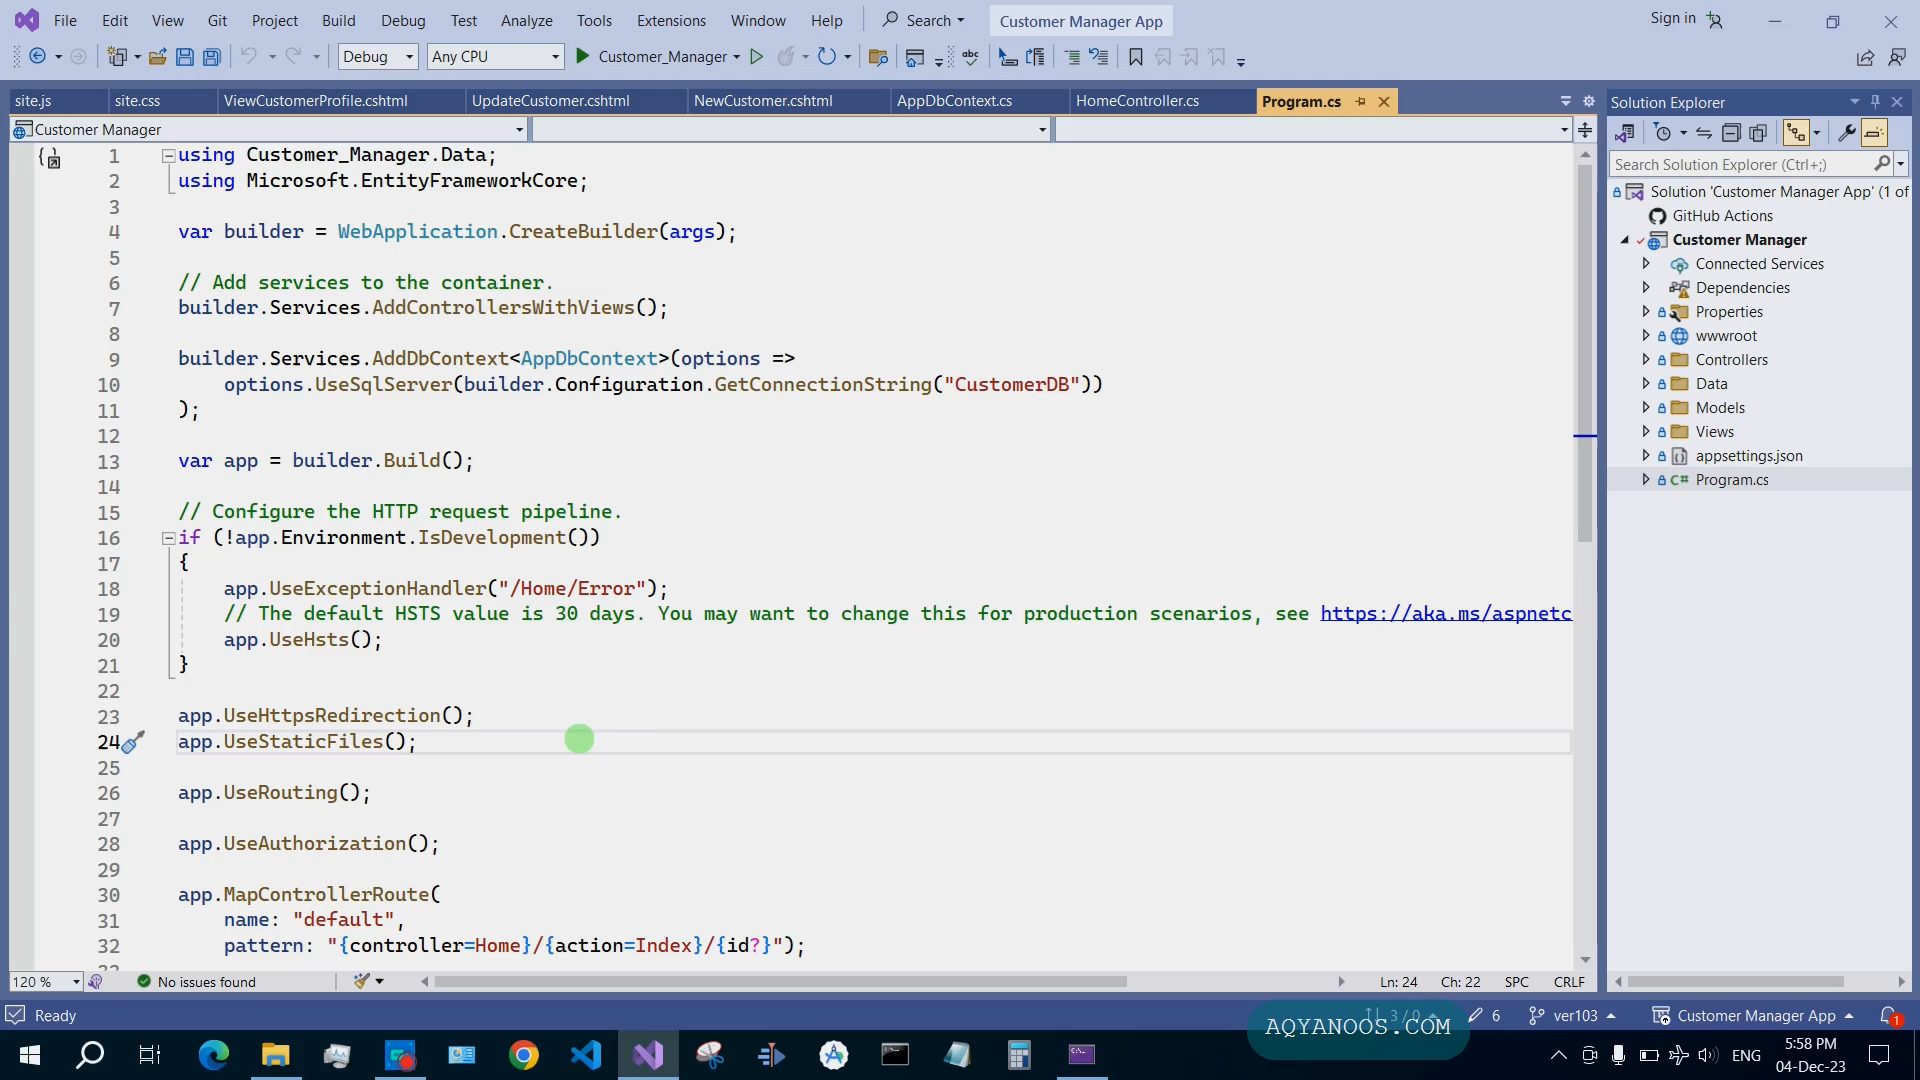 File Edit View Git Project Build Debug Test Analyze Tools Extensions Window Help Search Customer Manager App Sign in
Debug Any CPU Customer_Manager abc
site.js site.css ViewCustomerProfile.cshtml UpdateCustomer.cshtml NewCustomer.cshtml AppDbContext.cs HomeController.cs Program.cs
Customer Manager
1 using Customer_Manager.Data;
2 using Microsoft.EntityFrameworkCore;
3
4 var builder = WebApplication.CreateBuilder(args);
5
6 // Add services to the container.
7 builder.Services.AddControllersWithViews();
8
9 builder.Services.AddDbContext<AppDbContext>(options =>
10 options.UseSqlServer(builder.Configuration.GetConnectionString("CustomerDB"))
11 );
12
13 var app = builder.Build();
14
15 // Configure the HTTP request pipeline.
16 if (!app.Environment.IsDevelopment())
17 {
18 app.UseExceptionHandler("/Home/Error");
19 // The default HSTS value is 30 days. You may want to change this for production scenarios, see https://aka.ms/aspnetc
20 app.UseHsts();
21 }
22
23 app.UseHttpsRedirection();
24 app.UseStaticFiles();
25
26 app.UseRouting();
27
28 app.UseAuthorization();
29
30 app.MapControllerRoute(
31 name: "default",
32 pattern: "{controller=Home}/{action=Index}/{id?}");
Solution Explorer
Search Solution Explorer (Ctrl+;)
Solution 'Customer Manager App' (1 of
GitHub Actions
Customer Manager
Connected Services
Dependencies
Properties
wwwroot
Controllers
Data
Models
Views
appsettings.json
C# Program.cs
120 % No issues found Ln: 24 Ch: 22 SPC CRLF
Ready 3 / 0 6 ver103 Customer Manager App 1
AQYANOOS.COM
ENG
5:58 PM
04-Dec-23